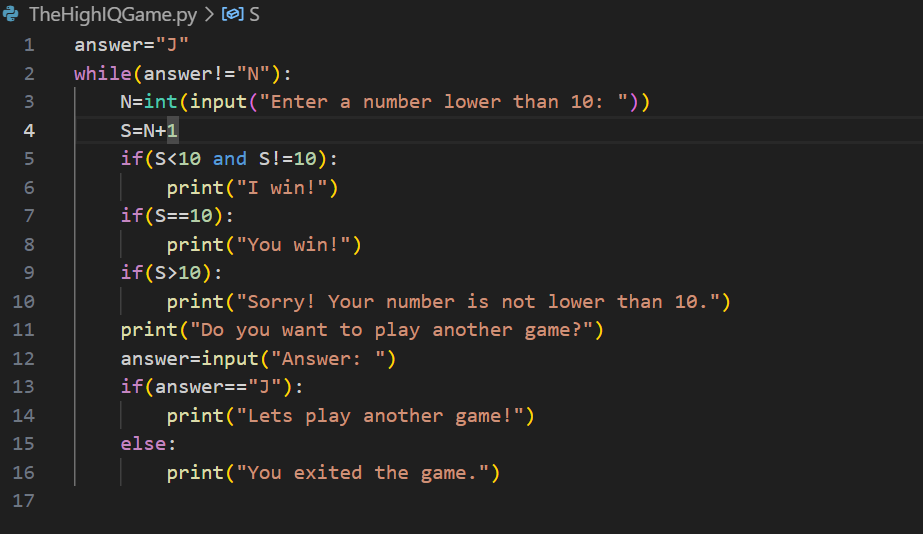 TheHighIQGame.py > S
1 answer="J"
2 while(answer!="N"):
3     N=int(input("Enter a number lower than 10: "))
4     S=N+1
5     if(S<10 and S!=10):
6         print("I win!")
7     if(S==10):
8         print("You win!")
9     if(S>10):
10         print("Sorry! Your number is not lower than 10.")
11     print("Do you want to play another game?")
12     answer=input("Answer: ")
13     if(answer=="J"):
14         print("Lets play another game!")
15     else:
16         print("You exited the game.")
17